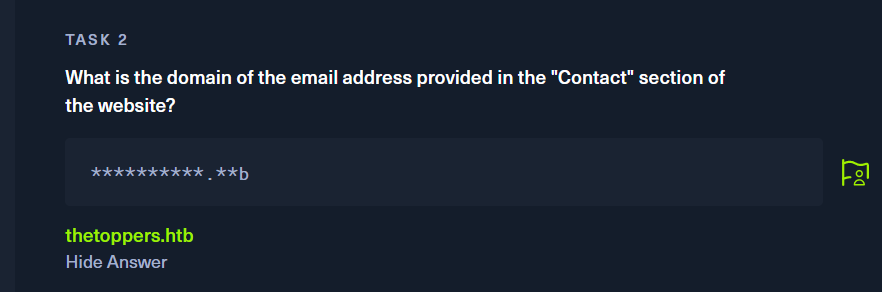 TASK 2
What is the domain of the email address provided in the "Contact" section of
the website?
**********.**b
thetoppers.htb
Hide Answer